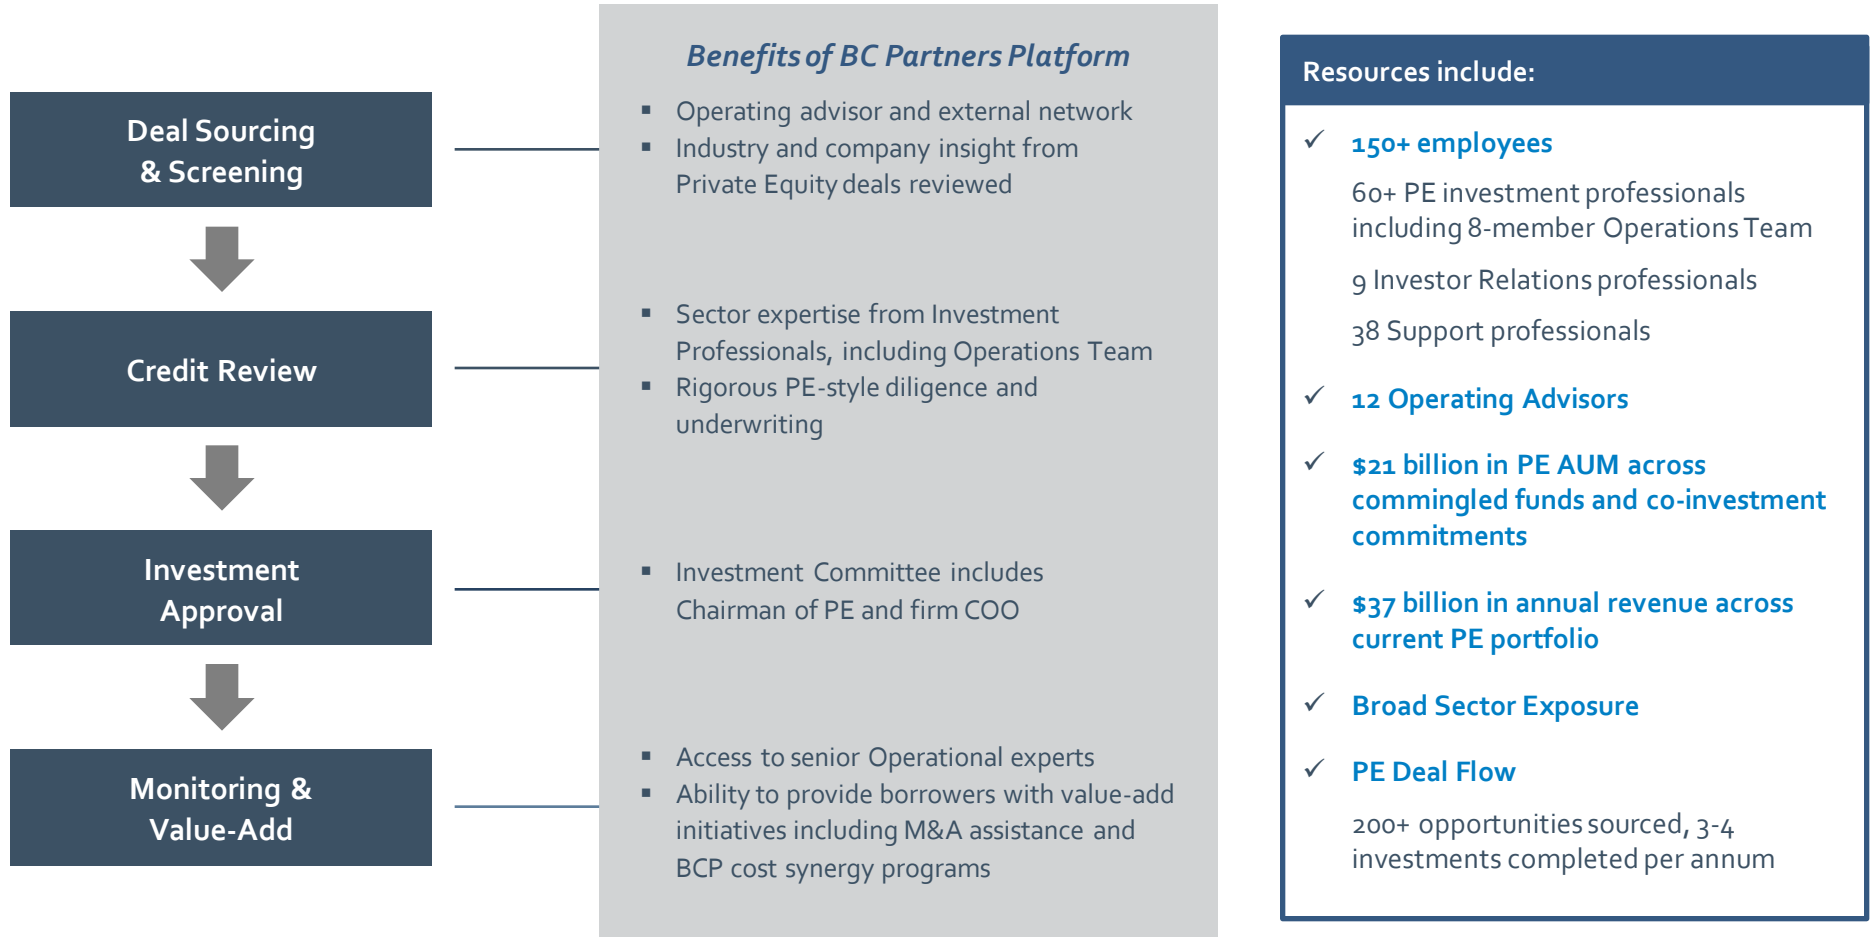 Deal Sourcing
& Screening
Credit Review
Investment
Approval
Monitoring &
Value-Add
Benefits of BC Partners Platform
▪ Operating advisor and external network
▪ Industry and company insight from
Private Equity deals reviewed
▪ Sector expertise from Investment
Professionals, including Operations Team
▪ Rigorous PE-style diligence and
underwriting
▪ Investment Committee includes
Chairman of PE and firm COO
▪ Access to senior Operational experts
▪ Ability to provide borrowers with value-add
initiatives including M&A assistance and
BCP cost synergy programs
Resources include:
✓ 150+ employees
60+ PE investment professionals
including 8-member Operations Team
9 Investor Relations professionals
38 Support professionals
✓ 12 Operating Advisors
✓ $21 billion in PE AUM across
commingled funds and co-investment
commitments
✓ $37 billion in annual revenue across
current PE portfolio
✓ Broad Sector Exposure
✓ PE Deal Flow
200+ opportunities sourced, 3-4
investments completed per annum